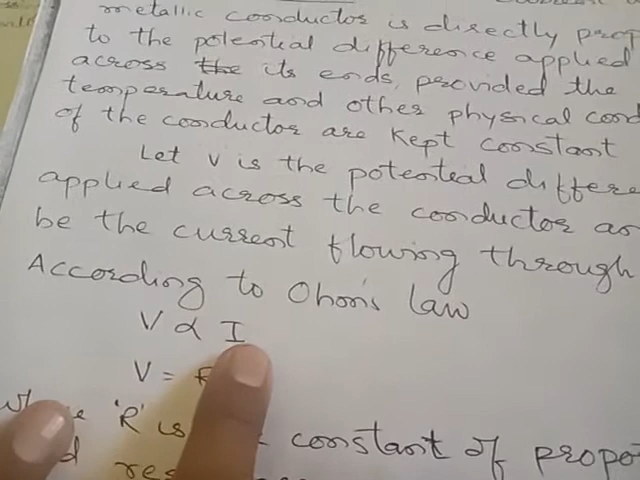 metallic conductor is directly prop
to the potential difference applied
across the its ends, provided the
temperature and other physical cond
of the conductor are kept constant
Let V is the potential differe
applied across the conductor an
be the current flowing through
According to Ohm's law
V ∝ I
V =
'R' is constant of propo
res